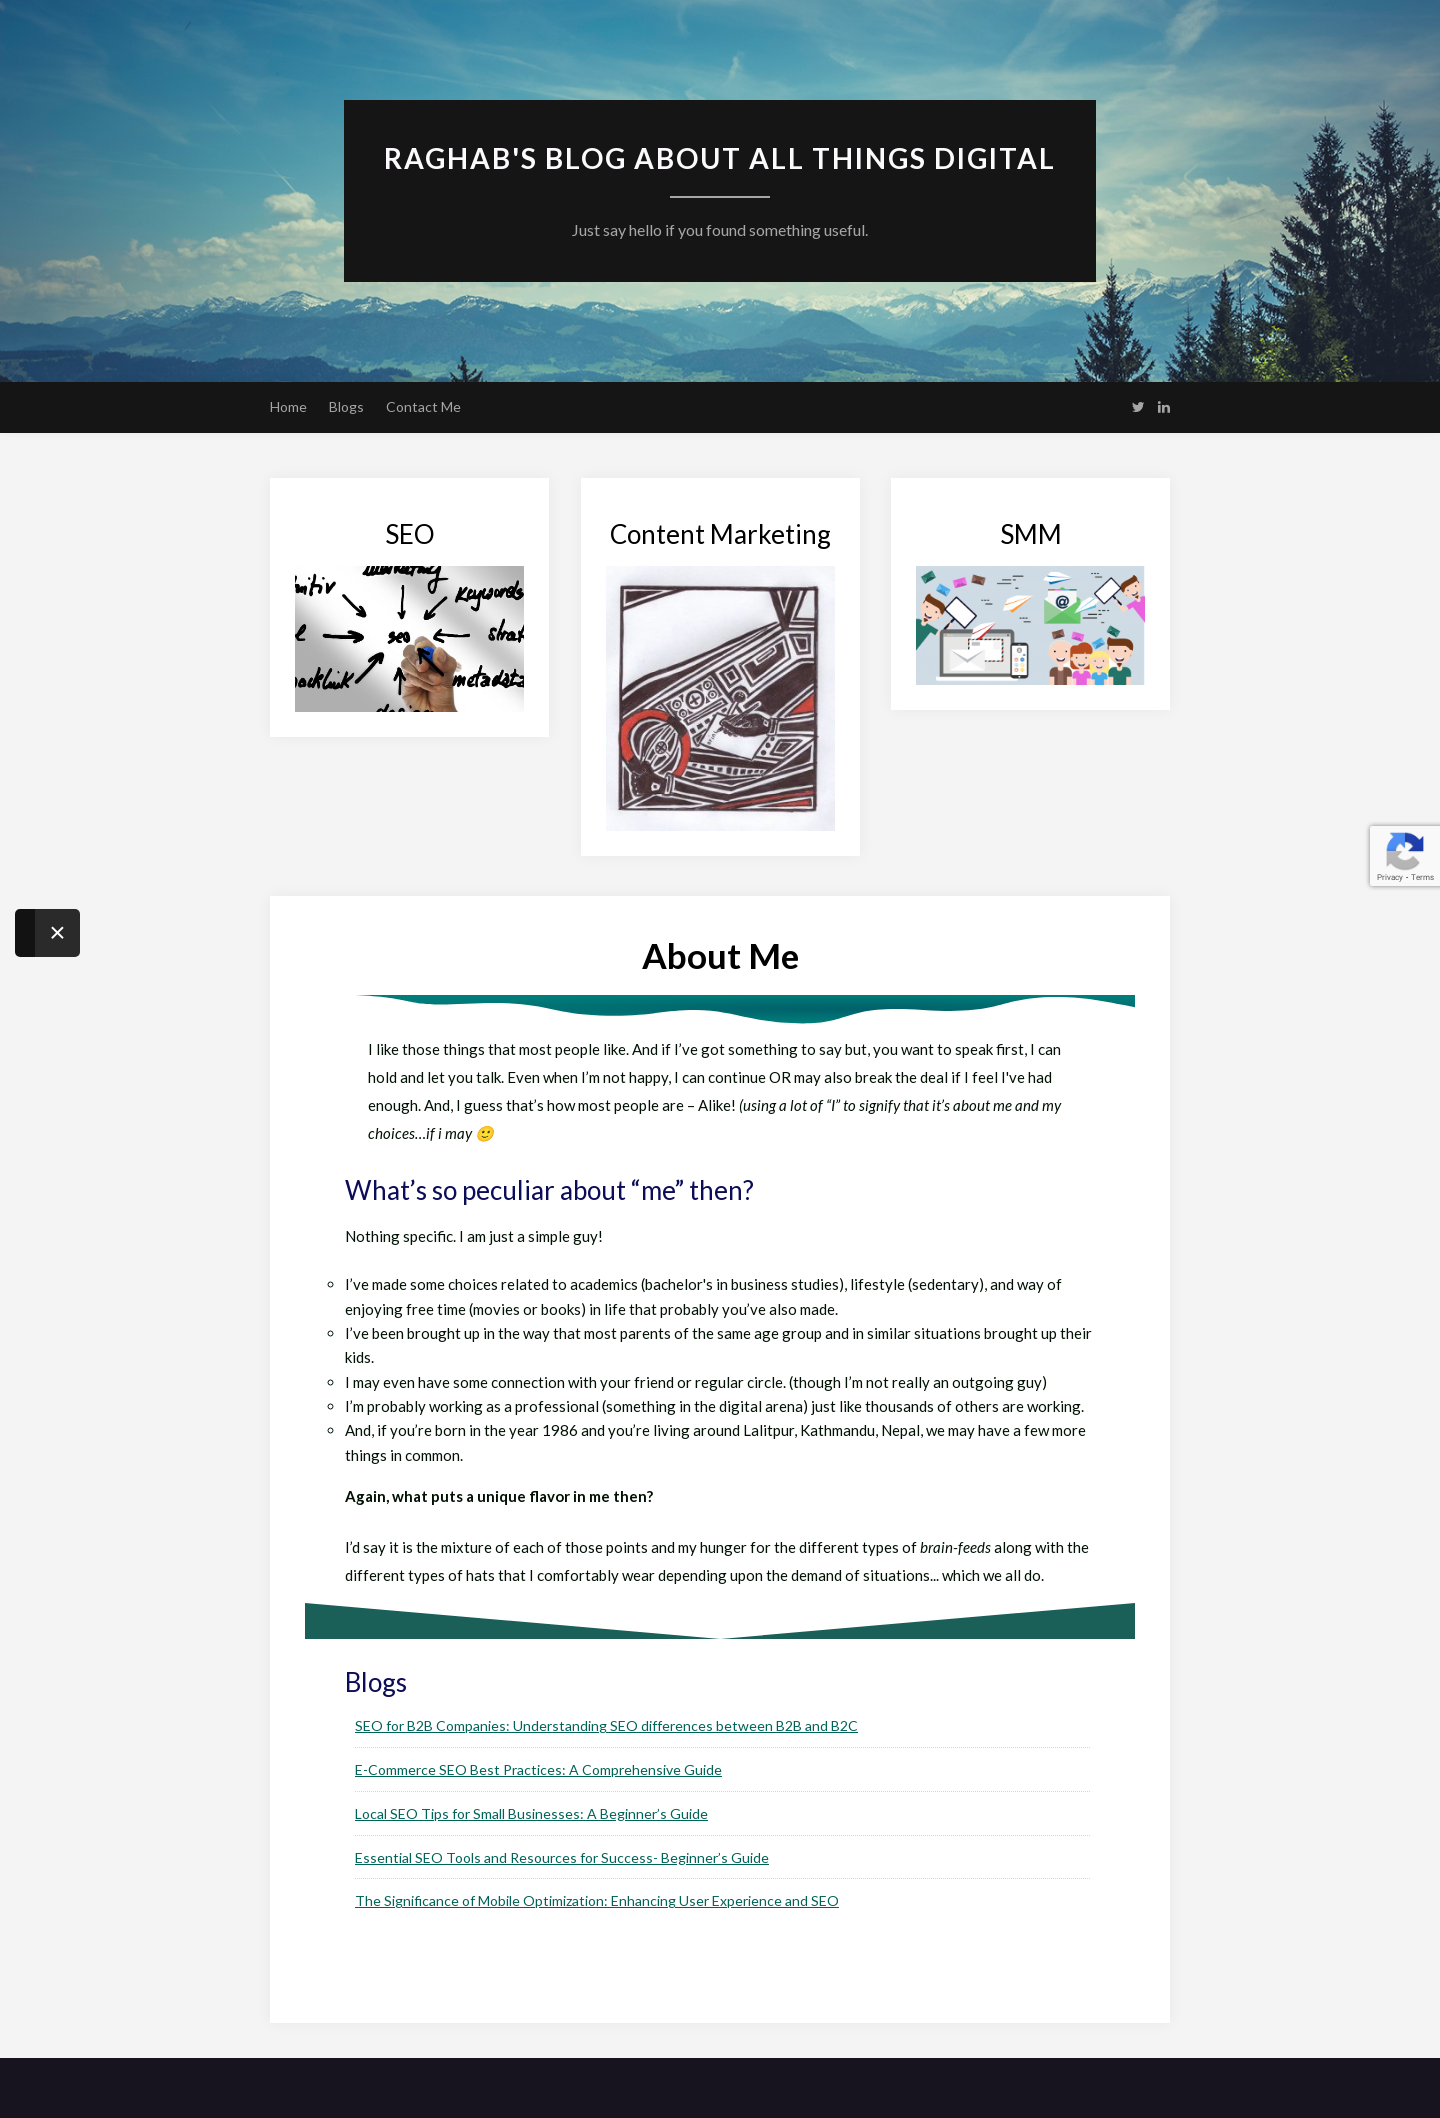 RAGHAB'S BLOG ABOUT ALL THINGS DIGITAL
Just say hello if you found something useful.
Home Blogs Contact Me
SEO
marketing
keywords
seo
metadata
design
Content Marketing
SMM
@
Privacy - Terms
About Me
I like those things that most people like. And if I’ve got something to say but, you want to speak first, I can
hold and let you talk. Even when I’m not happy, I can continue OR may also break the deal if I feel I've had
enough. And, I guess that’s how most people are – Alike! (using a lot of “I” to signify that it’s about me and my
choices…if i may 🙂
What’s so peculiar about “me” then?
Nothing specific. I am just a simple guy!
I’ve made some choices related to academics (bachelor's in business studies), lifestyle (sedentary), and way of
enjoying free time (movies or books) in life that probably you’ve also made.
I’ve been brought up in the way that most parents of the same age group and in similar situations brought up their
kids.
I may even have some connection with your friend or regular circle. (though I’m not really an outgoing guy)
I’m probably working as a professional (something in the digital arena) just like thousands of others are working.
And, if you’re born in the year 1986 and you’re living around Lalitpur, Kathmandu, Nepal, we may have a few more
things in common.
Again, what puts a unique flavor in me then?
I’d say it is the mixture of each of those points and my hunger for the different types of brain-feeds along with the
different types of hats that I comfortably wear depending upon the demand of situations... which we all do.
Blogs
SEO for B2B Companies: Understanding SEO differences between B2B and B2C
E-Commerce SEO Best Practices: A Comprehensive Guide
Local SEO Tips for Small Businesses: A Beginner’s Guide
Essential SEO Tools and Resources for Success- Beginner’s Guide
The Significance of Mobile Optimization: Enhancing User Experience and SEO